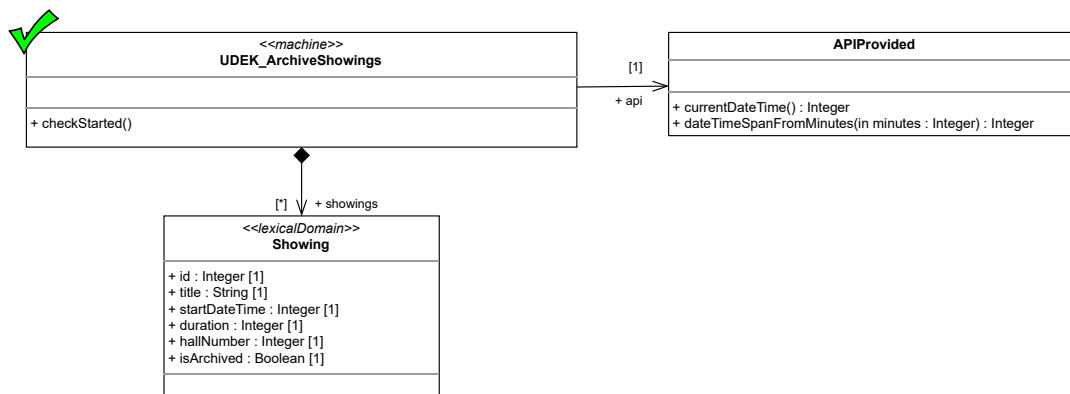 <<machine>>
UDEK_ArchiveShowings
+ checkStarted()
[1]
+ api
APIProvided
+ currentDateTime() : Integer
+ dateTimeSpanFromMinutes(in minutes : Integer) : Integer
[*]
+ showings
<<lexicalDomain>>
Showing
+ id : Integer [1]
+ title : String [1]
+ startDateTime : Integer [1]
+ duration : Integer [1]
+ hallNumber : Integer [1]
+ isArchived : Boolean [1]